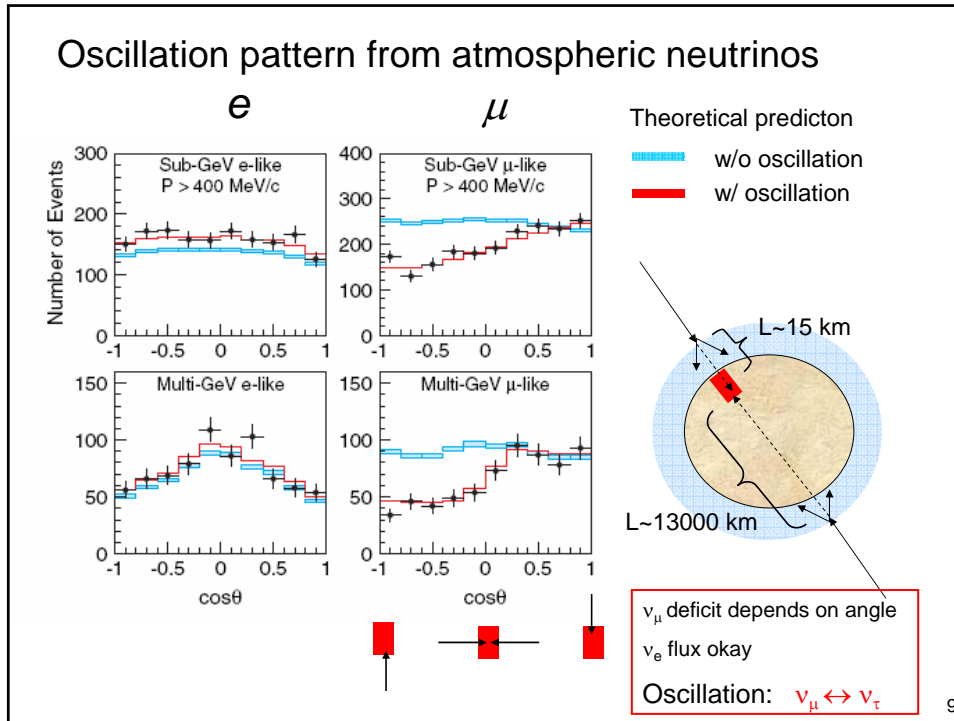 Oscillation pattern from atmospheric neutrinos
e
μ
Theoretical predicton
w/o oscillation
w/ oscillation
Number of Events
300
200
100
0
Sub-GeV e-like
P > 400 MeV/c
-1 -0.5 0 0.5 1
400
300
200
100
0
Sub-GeV μ-like
P > 400 MeV/c
-1 -0.5 0 0.5 1
150
100
50
0
Multi-GeV e-like
-1 -0.5 0 0.5 1
cosθ
150
100
50
0
Multi-GeV μ-like
-1 -0.5 0 0.5 1
cosθ
L~15 km
L~13000 km
νμ deficit depends on angle
νe flux okay
Oscillation: νμ ↔ ντ
9